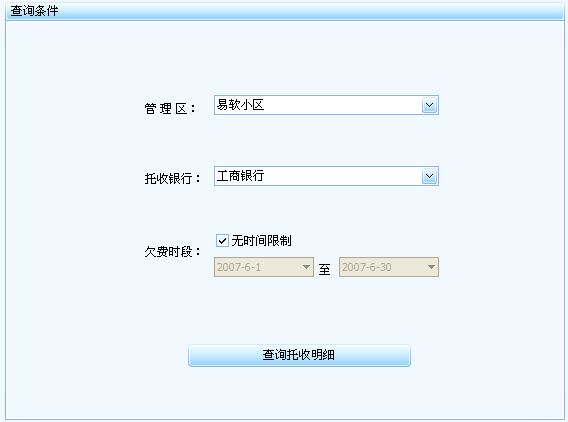 查询条件
管 理 区： 易软小区
托收银行： 工商银行
欠费时段： 无时间限制
2007-6-1 至 2007-6-30
查询托收明细